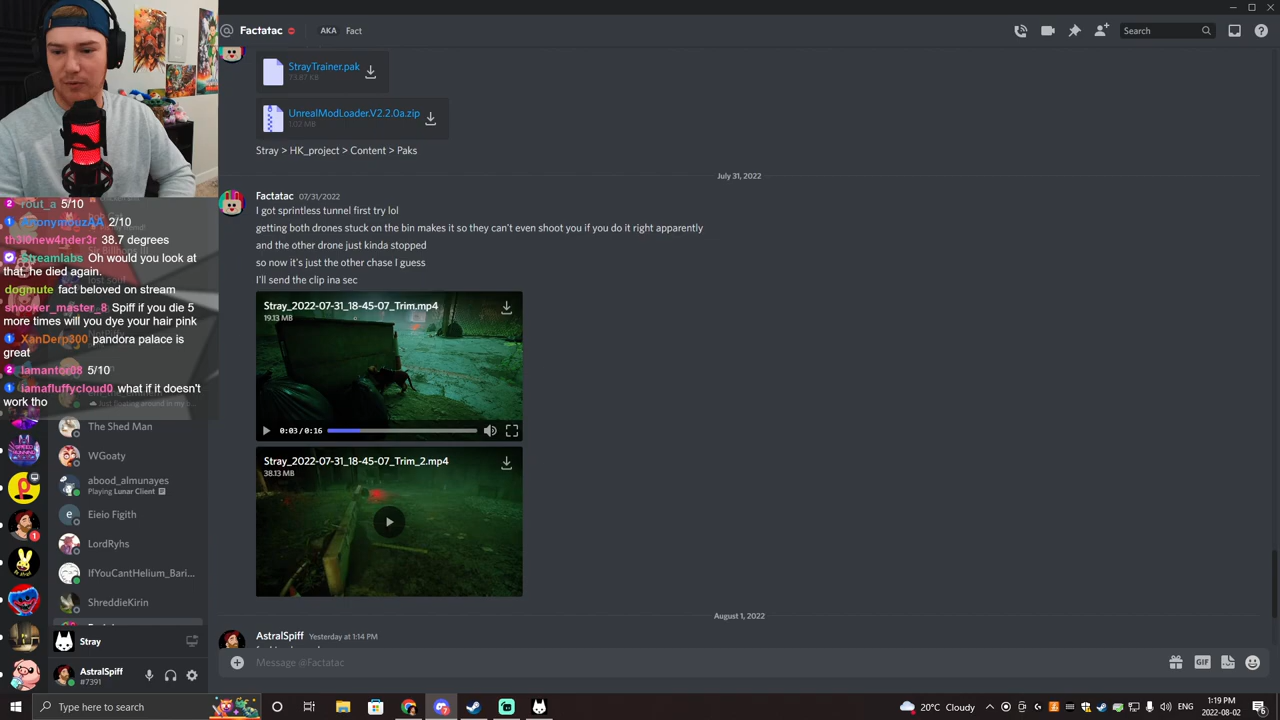 Factatac
AKA
Fact
Search
StrayTrainer.pak
73.87 KB
UnrealModLoader.V2.2.0a.zip
1.02 MB
Stray > HK_project > Content > Paks
July 31, 2022
Factatac 07/31/2022
I got sprintless tunnel first try lol
getting both drones stuck on the bin makes it so they can't even shoot you if you do it right apparently
and the other drone just kinda stopped
so now it's just the other chase I guess
I'll send the clip ina sec
Stray_2022-07-31_18-45-07_Trim.mp4
19.13 MB
0:03 / 0:16
Stray_2022-07-31_18-45-07_Trim_2.mp4
38.13 MB
August 1, 2022
AstralSpiff Yesterday at 1:14 PM
Message @Factatac
rout_a 5/10
2/10
38.7 degrees
Streamlabs Oh would you look at
that, he died again.
dogmute fact beloved on stream
snooker_master_8 Spiff if you die 5
more times will you dye your hair pink
XanDerp300 pandora palace is
great
lamantor08 5/10
iamafluffycloud0 what if it doesn't
work tho
The Shed Man
WGoaty
abood_almunayes
Playing Lunar Client
Eieio Figith
LordRyhs
IfYouCantHelium_Bari...
ShreddieKirin
Stray
AstralSpiff
#7391
Type here to search
20°C Cloudy
ENG
1:19 PM
2022-08-02
6